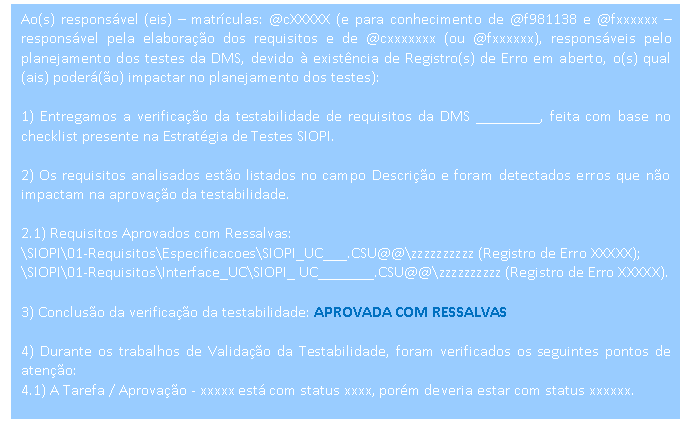 Ao(s) responsável (eis) – matrículas: @cXXXXX (e para conhecimento de @f981138 e @fxxxxxx –
responsável pela elaboração dos requisitos e de @cxxxxxxx (ou @fxxxxxx), responsáveis pelo
planejamento dos testes da DMS, devido à existência de Registro(s) de Erro em aberto, o(s) qual
(ais) poderá(ão) impactar no planejamento dos testes):
1) Entregamos a verificação da testabilidade de requisitos da DMS ________, feita com base no
checklist presente na Estratégia de Testes SIOPI.
2) Os requisitos analisados estão listados no campo Descrição e foram detectados erros que não
impactam na aprovação da testabilidade.
2.1) Requisitos Aprovados com Ressalvas:
\SIOPI\01-Requisitos\Especificacoes\SIOPI_UC___.CSU@@\zzzzzzzzzz (Registro de Erro XXXXX);
\SIOPI\01-Requisitos\Interface_UC\SIOPI_ UC_______.CSU@@\zzzzzzzzzz (Registro de Erro XXXXX).
3) Conclusão da verificação da testabilidade: APROVADA COM RESSALVAS
4) Durante os trabalhos de Validação da Testabilidade, foram verificados os seguintes pontos de
atenção:
4.1) A Tarefa / Aprovação - xxxxx está com status xxxx, porém deveria estar com status xxxxxx.